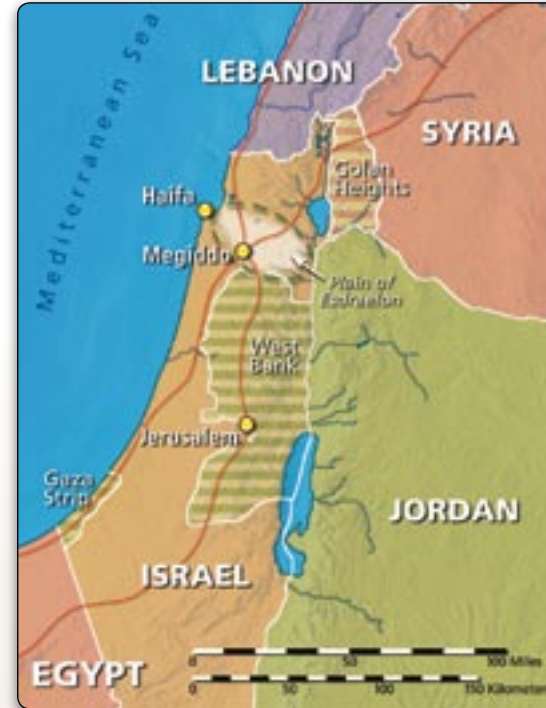 Mediterranean Sea
LEBANON
SYRIA
Golan
Heights
Haifa
Megiddo
Plain of
Esdraelon
West
Bank
Jerusalem
Gaza
Strip
JORDAN
ISRAEL
EGYPT
0 50 100 Miles
0 50 100 150 Kilometers